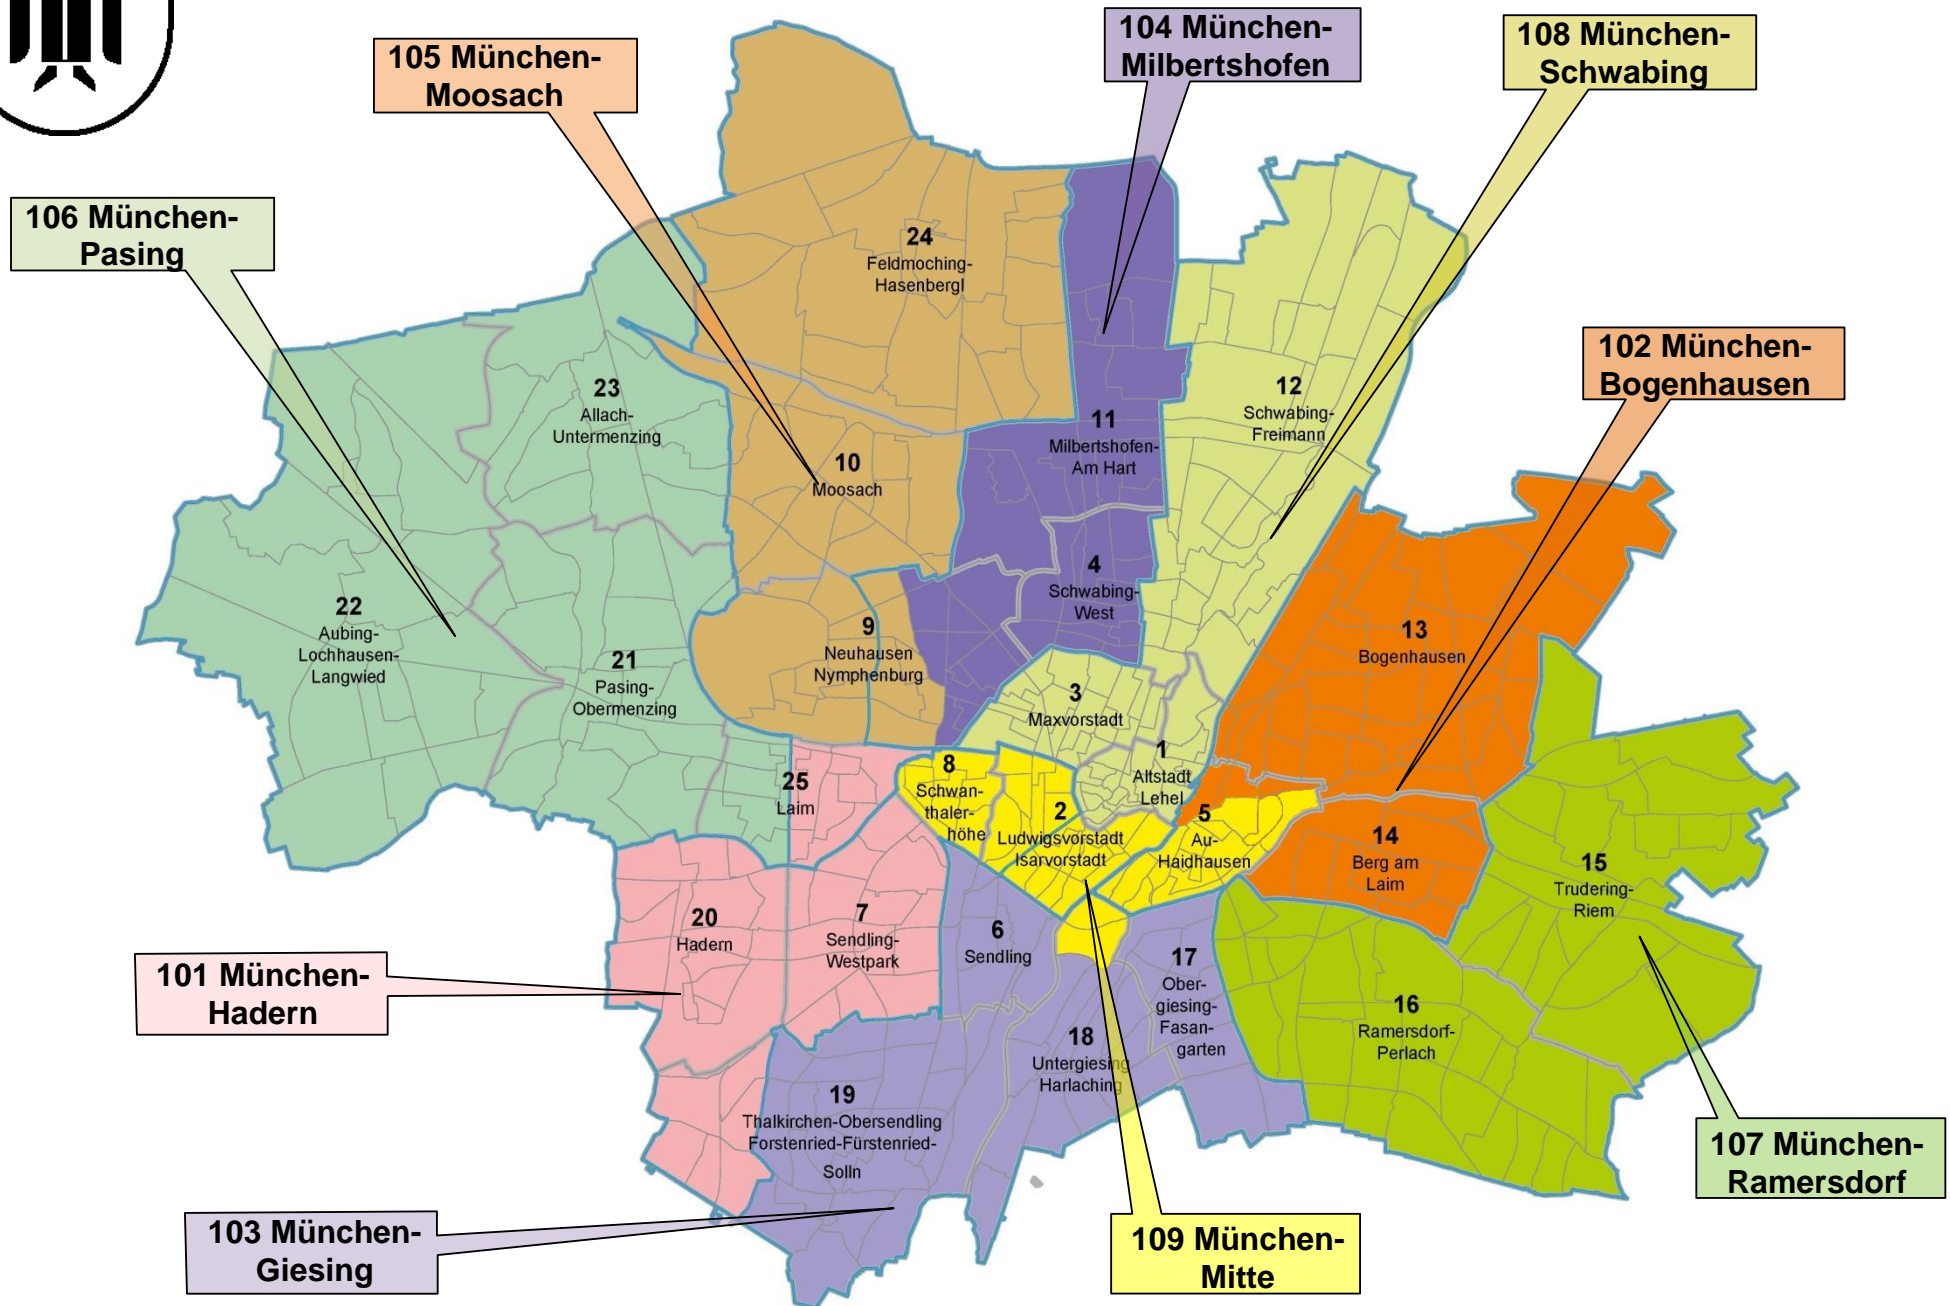 104 München-
Milbertshofen
108 München-
Schwabing
105 München-
Moosach
106 München-
Pasing
24
Feldmoching-
Hasenbergl
102 München-
Bogenhausen
23
Allach-
Untermenzing
12
Schwabing-
Freimann
11
Milbertshofen-
Am Hart
10
Moosach
4
Schwabing-
West
22
Aubing-
Lochhausen-
Langwied
9
Neuhausen
Nymphenburg
13
Bogenhausen
21
Pasing-
Obermenzing
3
Maxvorstadt
1
Altstadt
Lehel
25
Laim
8
Schwan-
thaler-
höhe
2
Ludwigsvorstadt
Isarvorstadt
5
Au-
Haidhausen
14
Berg am
Laim
15
Trudering-
Riem
20
Hadern
7
Sendling-
Westpark
6
Sendling
17
Ober-
giesing-
Fasan-
garten
101 München-
Hadern
16
Ramersdorf-
Perlach
18
Untergiesing
Harlaching
19
Thalkirchen-Obersendling
Forstenried-Fürstenried-
Solln
107 München-
Ramersdorf
103 München-
Giesing
109 München-
Mitte